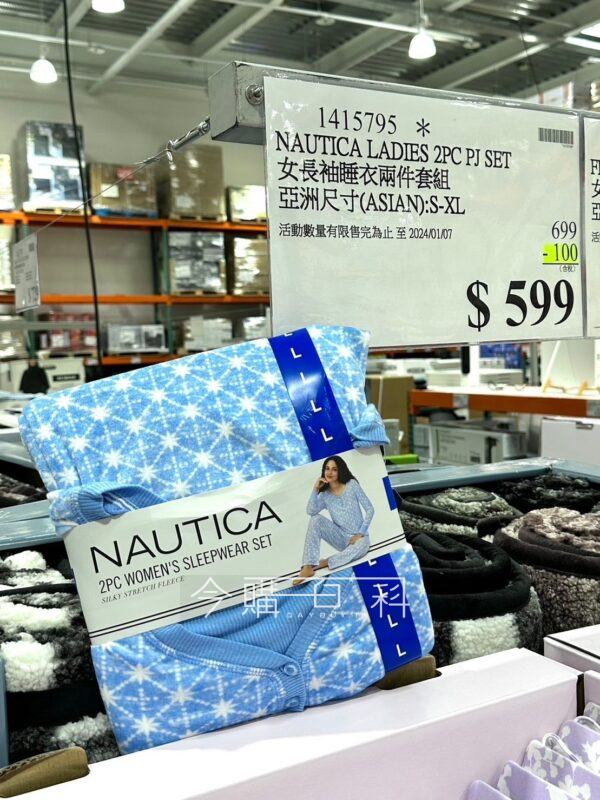 1415795 *
NAUTICA LADIES 2PC PJ SET
女長袖睡衣兩件套組
亞洲尺寸(ASIAN):S-XL
活動數量有限售完為止 至 2024/01/07
699
-100
(含稅)
$ 599
L L L L
NAUTICA
2PC WOMEN'S SLEEPWEAR SET
SILKY STRETCH FLEECE
今購百科
DAYBUY
L L L